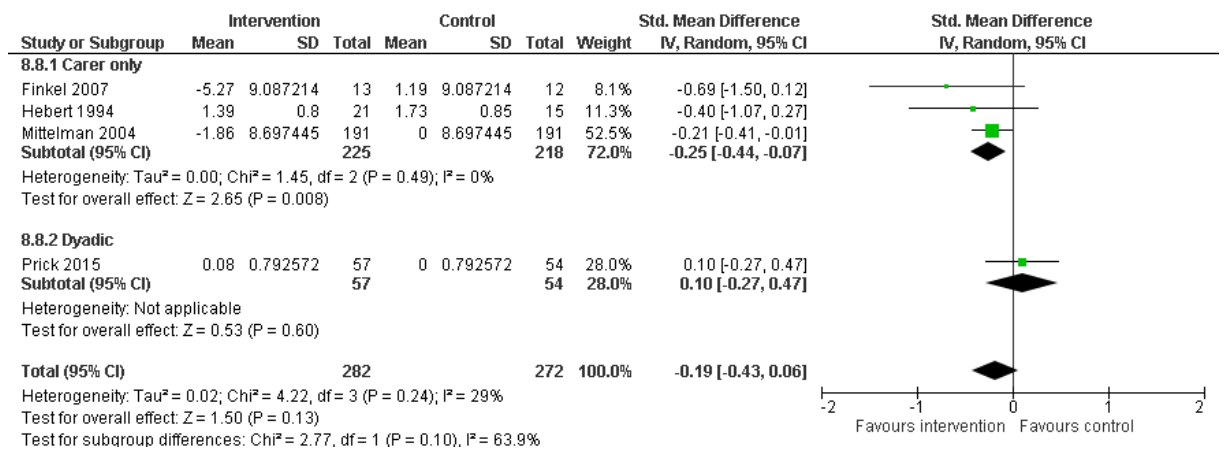 Intervention Control Std. Mean Difference Std. Mean Difference
Study or Subgroup Mean SD Total Mean SD Total Weight IV, Random, 95% CI IV, Random, 95% CI
8.8.1 Carer only
Finkel 2007 -5.27 9.087214 13 1.19 9.087214 12 8.1% -0.69 [-1.50, 0.12]
Hebert 1994 1.39 0.8 21 1.73 0.85 15 11.3% -0.40 [-1.07, 0.27]
Mittelman 2004 -1.86 8.697445 191 0 8.697445 191 52.5% -0.21 [-0.41, -0.01]
Subtotal (95% CI) 225 218 72.0% -0.25 [-0.44, -0.07]
Heterogeneity: Tau² = 0.00; Chi² = 1.45, df = 2 (P = 0.49); I² = 0%
Test for overall effect: Z = 2.65 (P = 0.008)
8.8.2 Dyadic
Prick 2015 0.08 0.792572 57 0 0.792572 54 28.0% 0.10 [-0.27, 0.47]
Subtotal (95% CI) 57 54 28.0% 0.10 [-0.27, 0.47]
Heterogeneity: Not applicable
Test for overall effect: Z = 0.53 (P = 0.60)
Total (95% CI) 282 272 100.0% -0.19 [-0.43, 0.06]
Heterogeneity: Tau² = 0.02; Chi² = 4.22, df = 3 (P = 0.24); I² = 29%
Test for overall effect: Z = 1.50 (P = 0.13)
Test for subgroup differences: Chi² = 2.77, df = 1 (P = 0.10), I² = 63.9%
-2 -1 0 1 2
Favours intervention Favours control